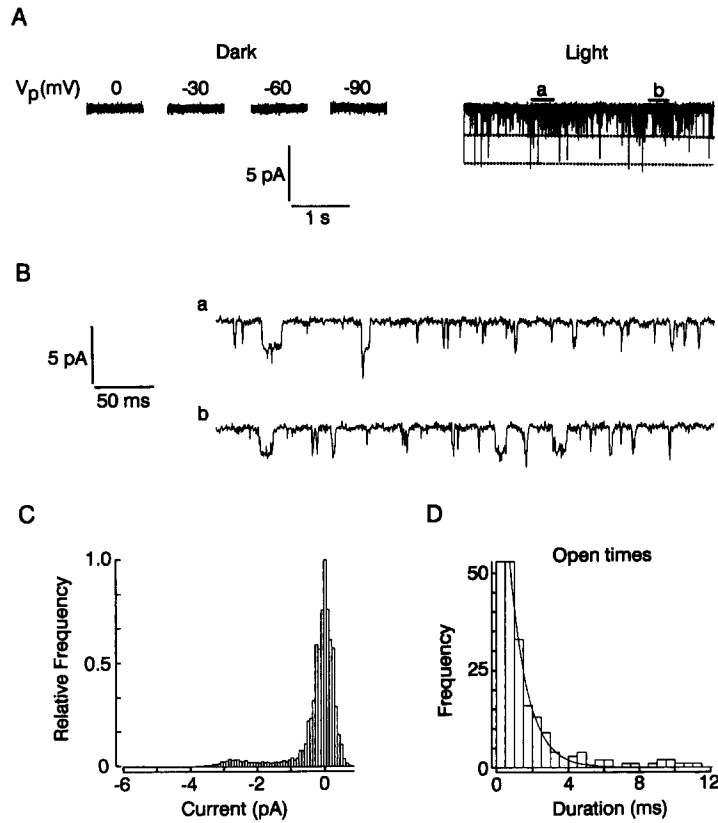 A
Dark
Light
Vp(mV) 0 -30 -60 -90
a b
5 pA
1 s
B
a
5 pA
50 ms
b
C
D
1.0
0.5
0
Relative Frequency
-6 -4 -2 0
Current (pA)
Open times
50
25
0
Frequency
0 4 8 12
Duration (ms)